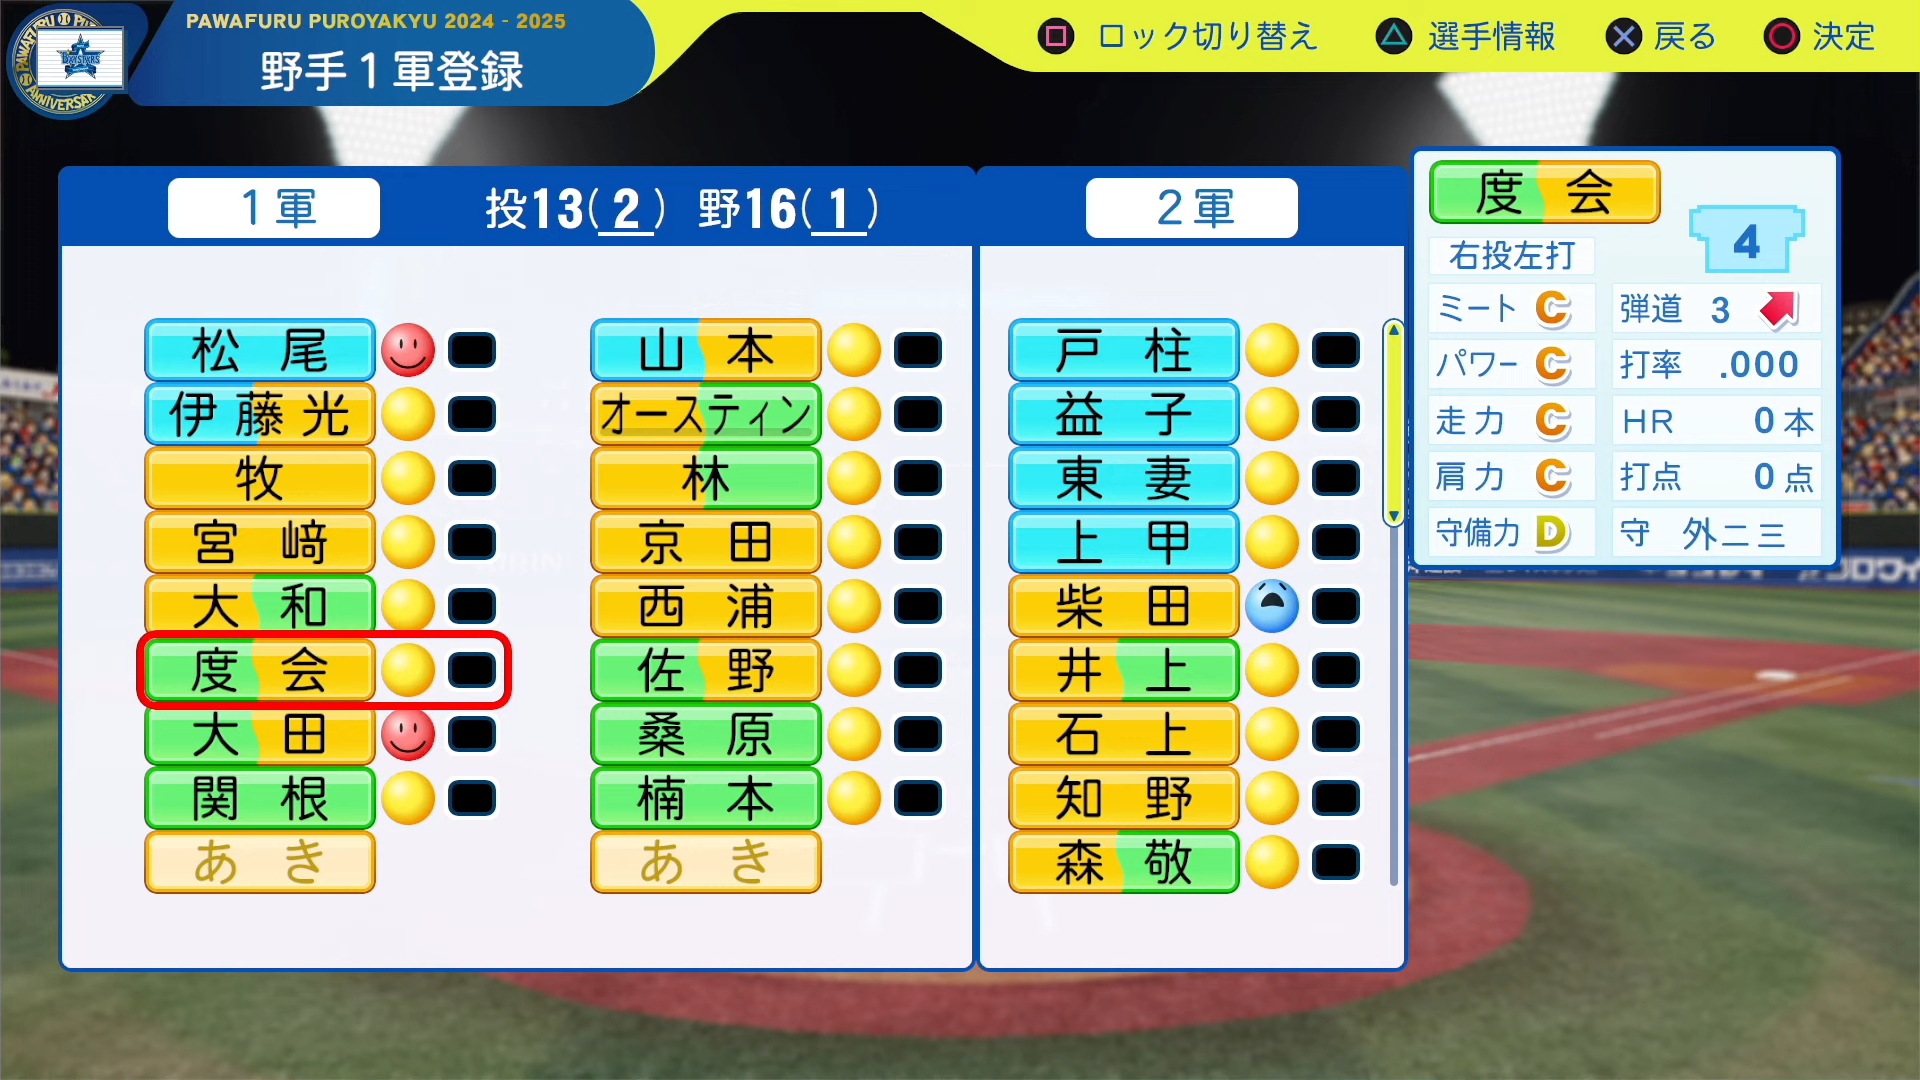 PAWAFURU PUROYAKYU 2024 - 2025
野手１軍登録
ロック切り替え 選手情報 戻る 決定
１軍 投13(2) 野16(1)
２軍
松尾 山本
伊藤光 オースティン
牧 林
宮﨑 京田
大和 西浦
度会 佐野
大田 桑原
関根 楠本
あき あき
戸柱
益子
東妻
上甲
柴田
井上
石上
知野
森敬
度会
4
右投左打
ミート C 弾道 3
パワー C 打率 .000
走力 C HR 0本
肩力 C 打点 0点
守備力 D 守 外二三